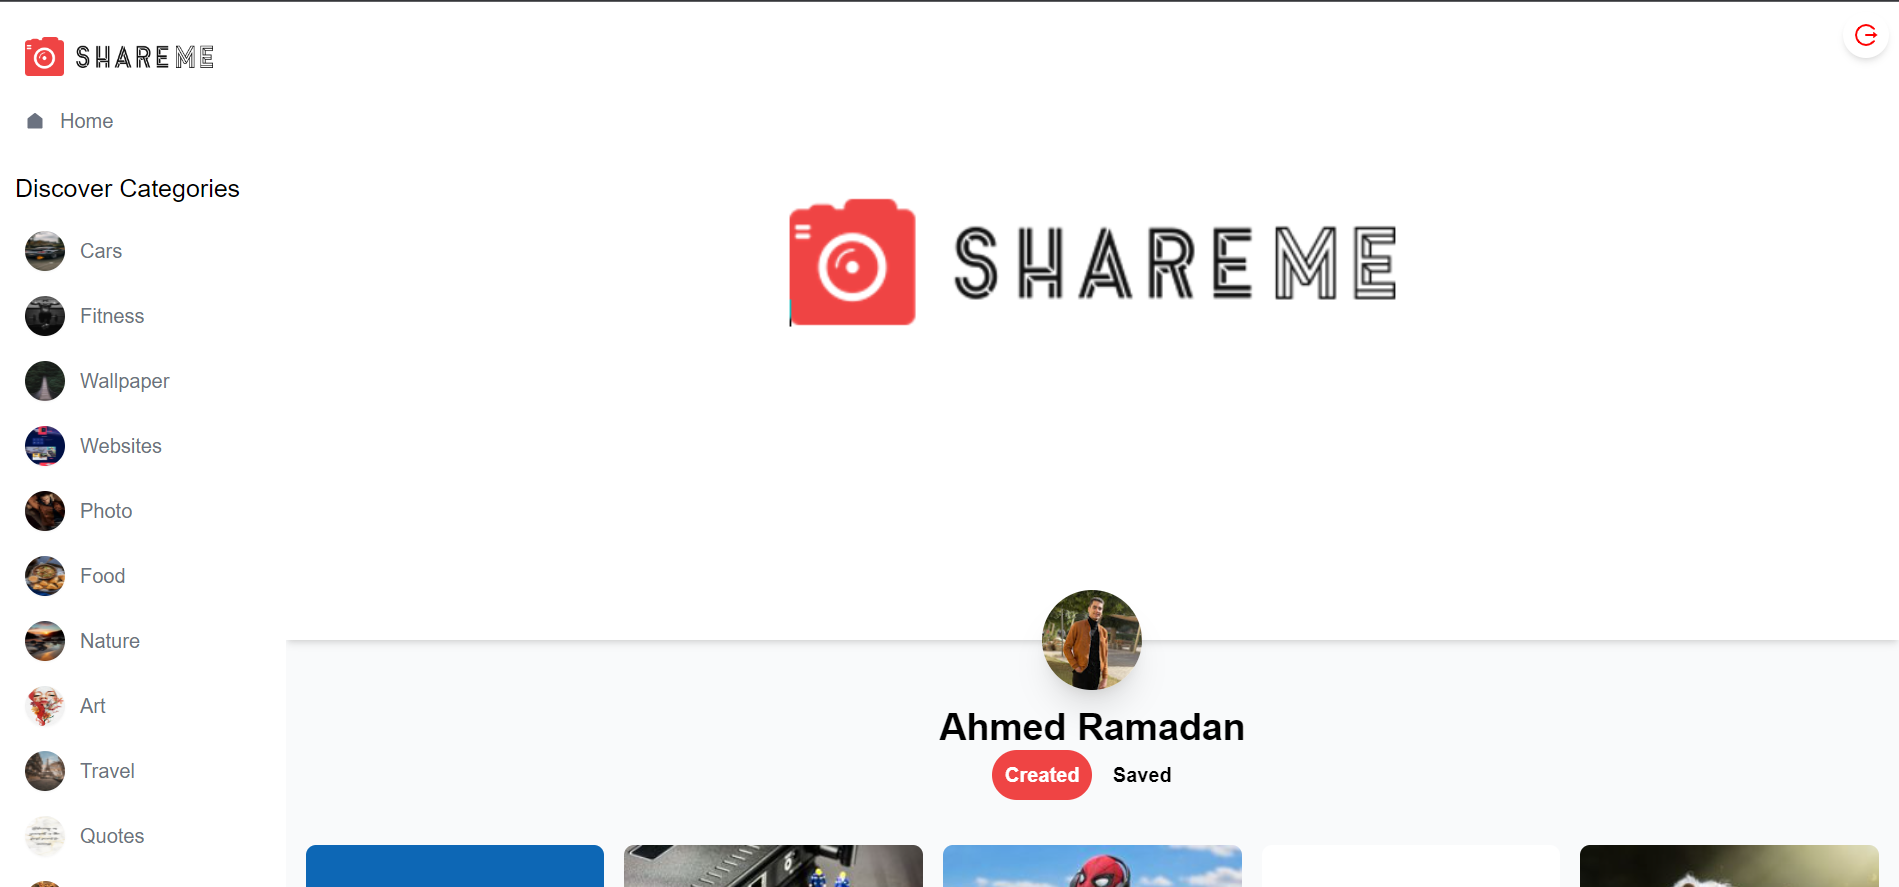 SHAREME
Home
Discover Categories
Cars
Fitness
Wallpaper
Websites
Photo
Food
Nature
Art
Travel
Quotes
SHAREME
Ahmed Ramadan
Created Saved